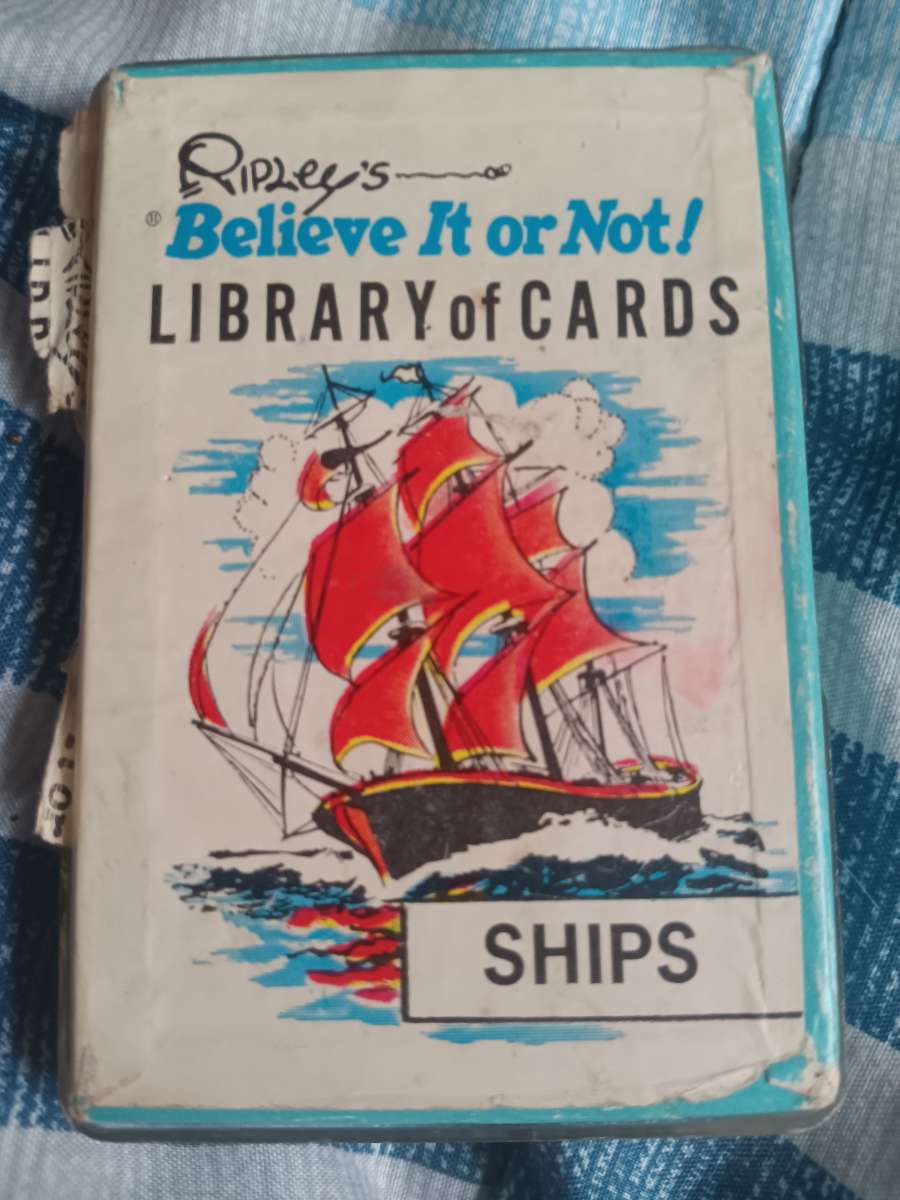 Ripley's
® Believe It or Not!
LIBRARY of CARDS
SHIPS